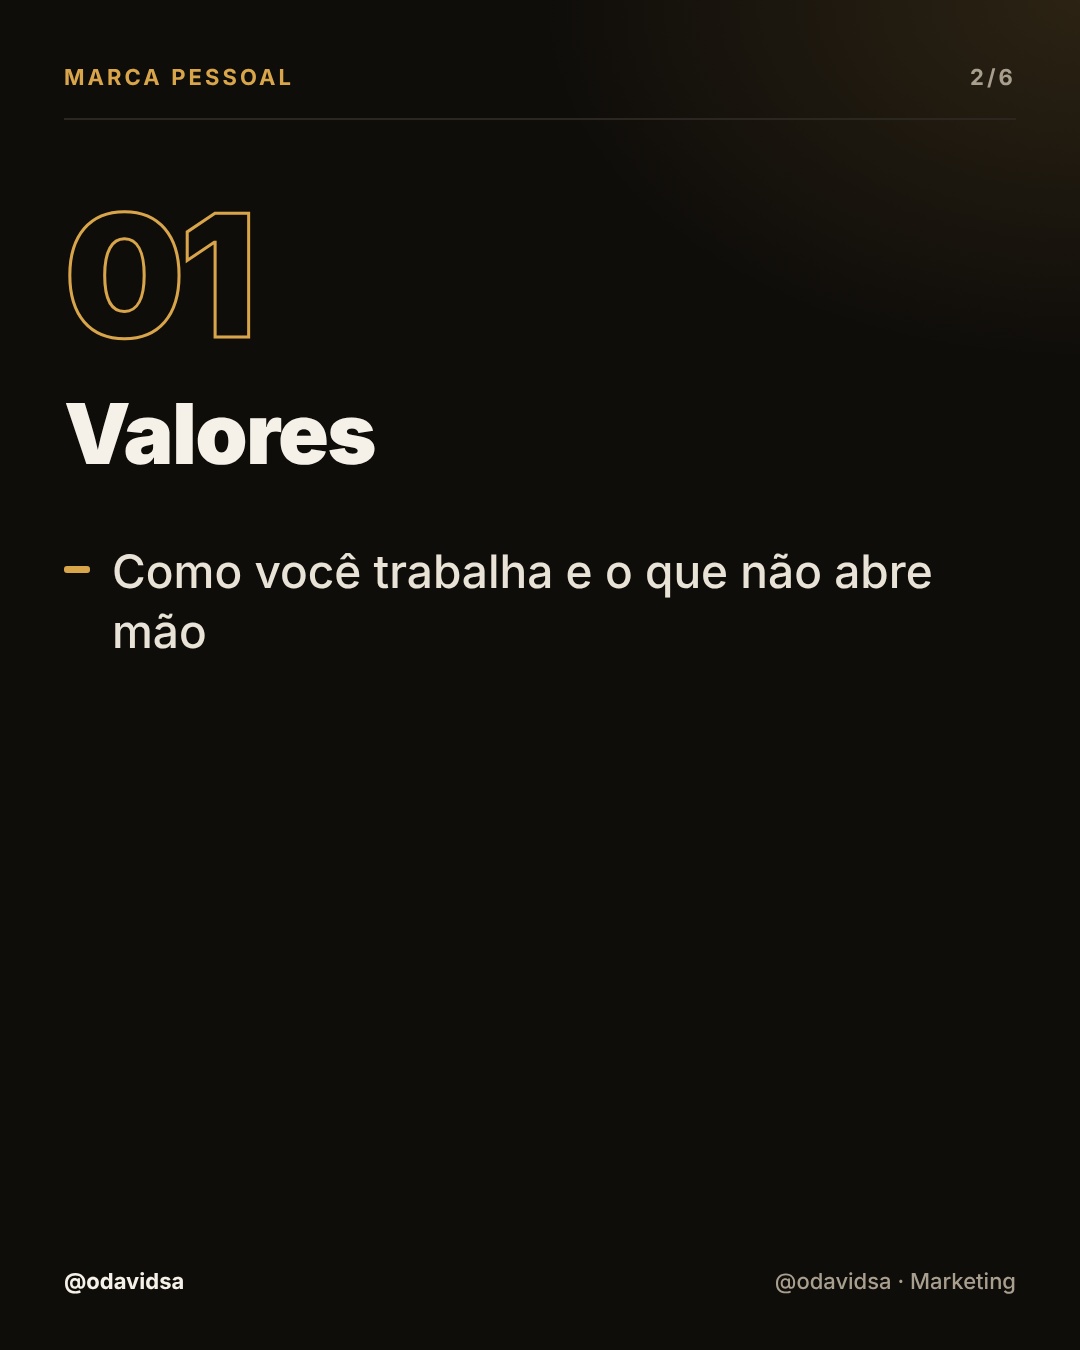 MARCA PESSOAL
2/6
01
Valores
Como você trabalha e o que não abre
mão
@odavidsa
@odavidsa · Marketing